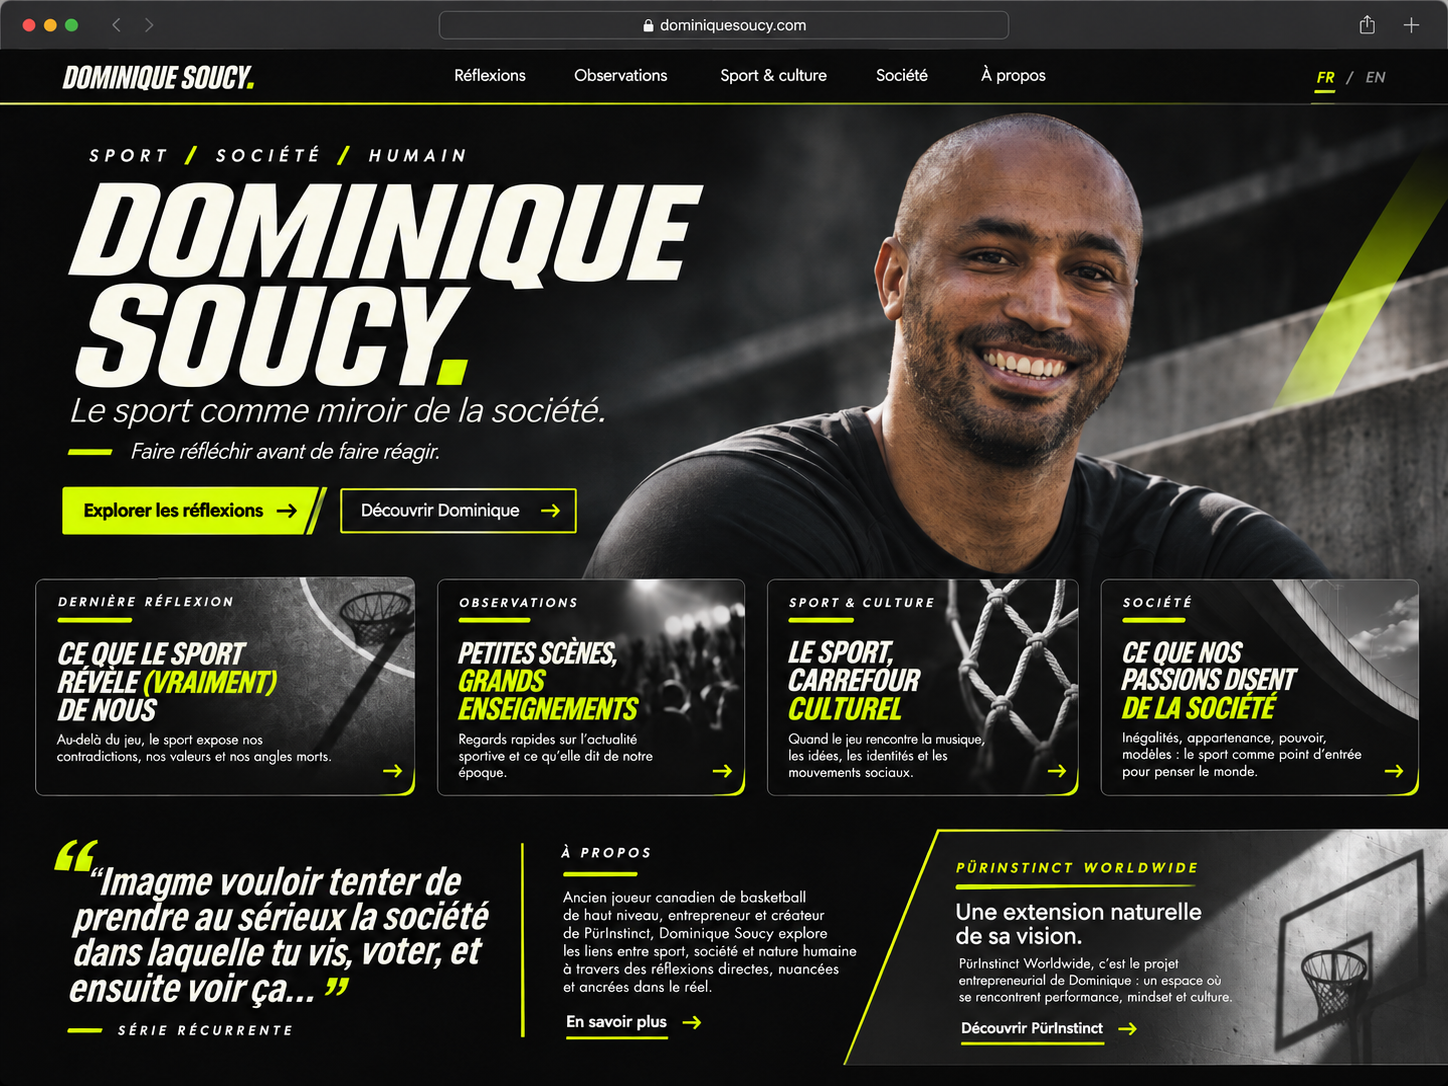 dominiquesoucy.com
DOMINIQUE SOUCY.
Réflexions
Observations
Sport & culture
Société
À propos
FR / EN
SPORT / SOCIÉTÉ / HUMAIN
DOMINIQUE
SOUCY.
Le sport comme miroir de la société.
Faire réfléchir avant de faire réagir.
Explorer les réflexions →
Découvrir Dominique →
DERNIÈRE RÉFLEXION
CE QUE LE SPORT
RÉVÈLE (VRAIMENT)
DE NOUS
Au-delà du jeu, le sport expose nos
contradictions, nos valeurs et nos angles morts.
→
OBSERVATIONS
PETITES SCÈNES,
GRANDS
ENSEIGNEMENTS
Regards rapides sur l'actualité
sportive et ce qu'elle dit de notre
époque.
→
SPORT & CULTURE
LE SPORT,
CARREFOUR
CULTUREL
Quand le jeu rencontre la musique,
les idées, les identités et les
mouvements sociaux.
→
SOCIÉTÉ
CE QUE NOS
PASSIONS DISENT
DE LA SOCIÉTÉ
Inégalités, appartenance, pouvoir,
modèles : le sport comme point d'entrée
pour penser le monde.
→
“
“Imagme vouloir tenter de
prendre au sérieux la société
dans laquelle tu vis, voter, et
ensuite voir ça... ”
SÉRIE RÉCURRENTE
À PROPOS
Ancien joueur canadien de basketball
de haut niveau, entrepreneur et créateur
de PürInstinct, Dominique Soucy explore
les liens entre sport, société et nature humaine
à travers des réflexions directes, nuancées
et ancrées dans le réel.
En savoir plus →
PÜRINSTINCT WORLDWIDE
Une extension naturelle
de sa vision.
PürInstinct Worldwide, c'est le projet
entrepreneurial de Dominique : un espace où
se rencontrent performance, mindset et culture.
Découvrir PürInstinct →